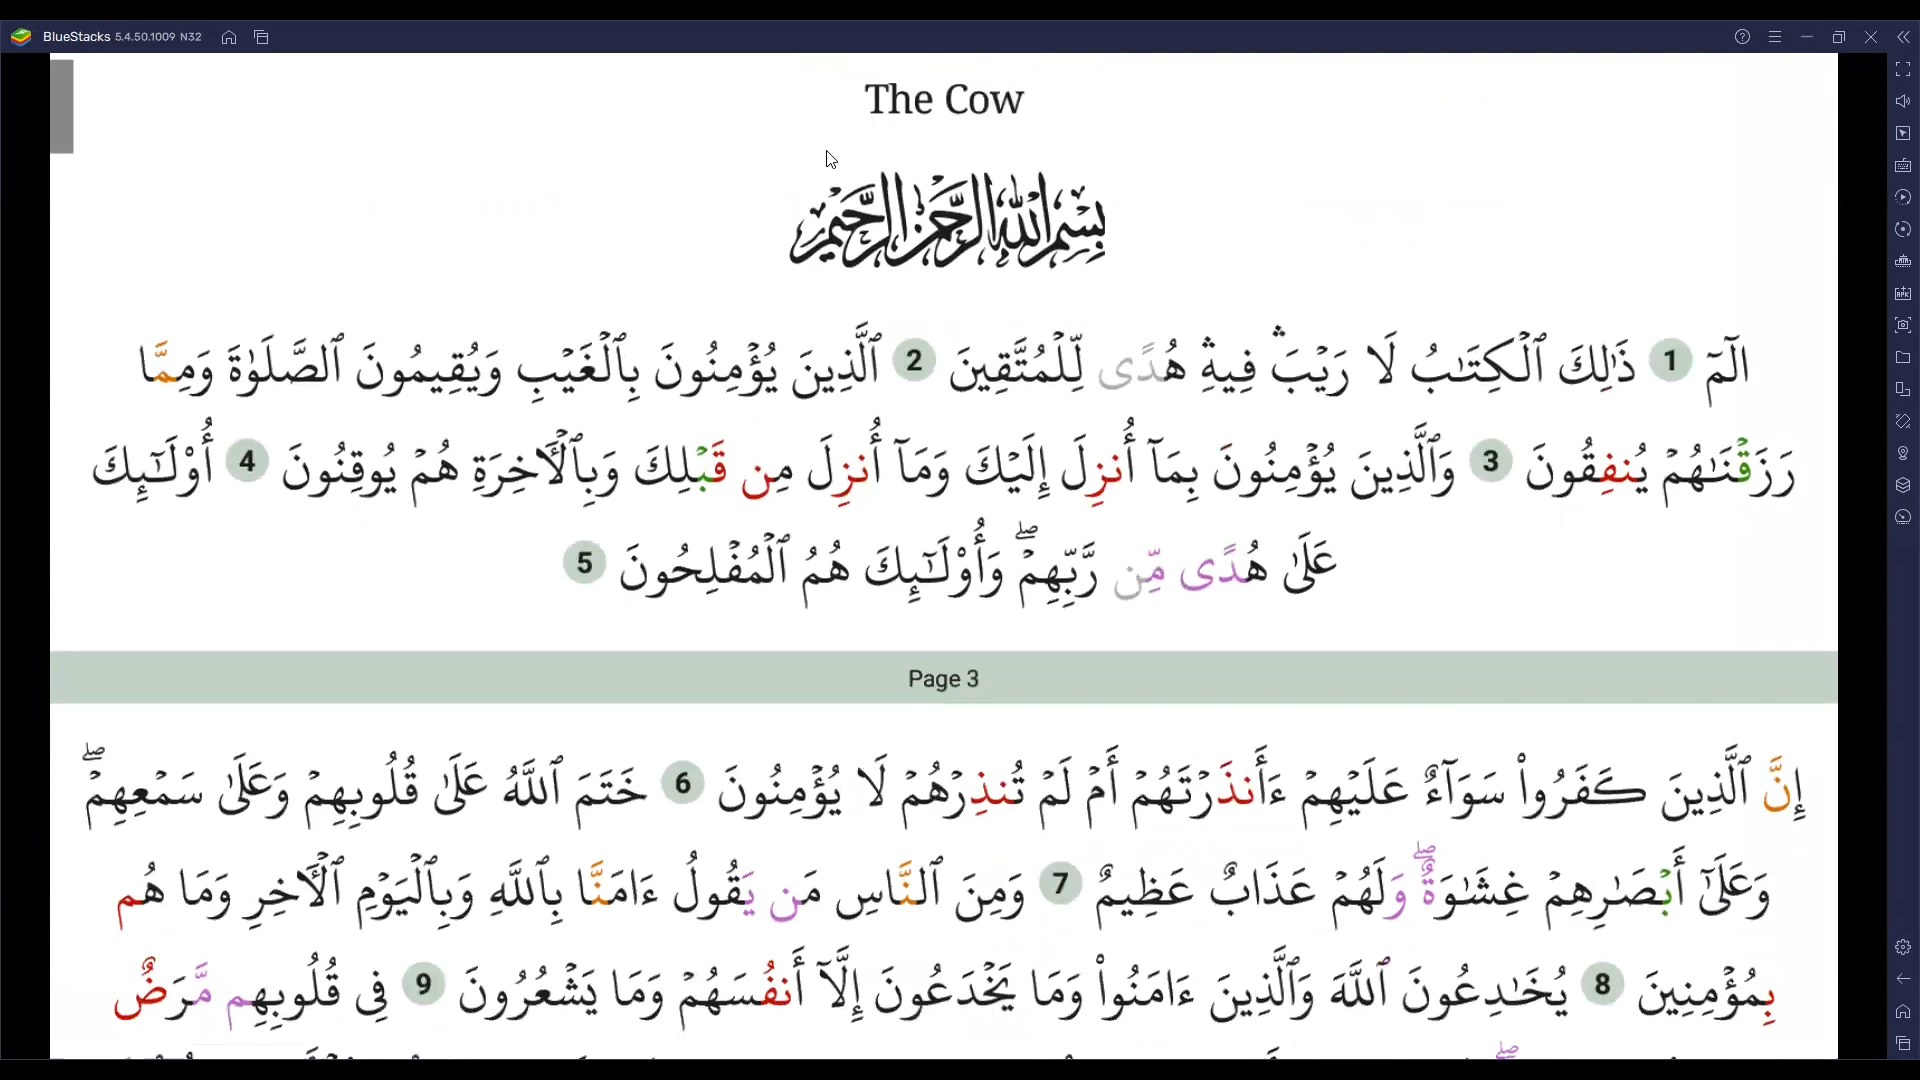 BlueStacks 5.4.50.1009 N32
The Cow
بِسْمِ ٱللَّهِ ٱلرَّحْمَٰنِ ٱلرَّحِيمِ
الٓمٓ 1 ذَٰلِكَ ٱلْكِتَـٰبُ لَا رَيْبَ ۛ فِيهِ ۛ هُدًى لِّلْمُتَّقِينَ 2 ٱلَّذِينَ يُؤْمِنُونَ بِٱلْغَيْبِ وَيُقِيمُونَ ٱلصَّلَوٰةَ وَمِمَّا
رَزَقْنَـٰهُمْ يُنفِقُونَ 3 وَٱلَّذِينَ يُؤْمِنُونَ بِمَآ أُنزِلَ إِلَيْكَ وَمَآ أُنزِلَ مِن قَبْلِكَ وَبِٱلْـَٔاخِرَةِ هُمْ يُوقِنُونَ 4 أُو۟لَـٰٓئِكَ
عَلَىٰ هُدًى مِّن رَّبِّهِمْ ۖ وَأُو۟لَـٰٓئِكَ هُمُ ٱلْمُفْلِحُونَ 5
Page 3
إِنَّ ٱلَّذِينَ كَفَرُوا۟ سَوَآءٌ عَلَيْهِمْ ءَأَنذَرْتَهُمْ أَمْ لَمْ تُنذِرْهُمْ لَا يُؤْمِنُونَ 6 خَتَمَ ٱللَّهُ عَلَىٰ قُلُوبِهِمْ وَعَلَىٰ سَمْعِهِمْ ۖ
وَعَلَىٰٓ أَبْصَـٰرِهِمْ غِشَـٰوَةٌ ۖ وَلَهُمْ عَذَابٌ عَظِيمٌ 7 وَمِنَ ٱلنَّاسِ مَن يَقُولُ ءَامَنَّا بِٱللَّهِ وَبِٱلْيَوْمِ ٱلْـَٔاخِرِ وَمَا هُم
بِمُؤْمِنِينَ 8 يُخَـٰدِعُونَ ٱللَّهَ وَٱلَّذِينَ ءَامَنُوا۟ وَمَا يَخْدَعُونَ إِلَّآ أَنفُسَهُمْ وَمَا يَشْعُرُونَ 9 فِى قُلُوبِهِم مَّرَضٌ